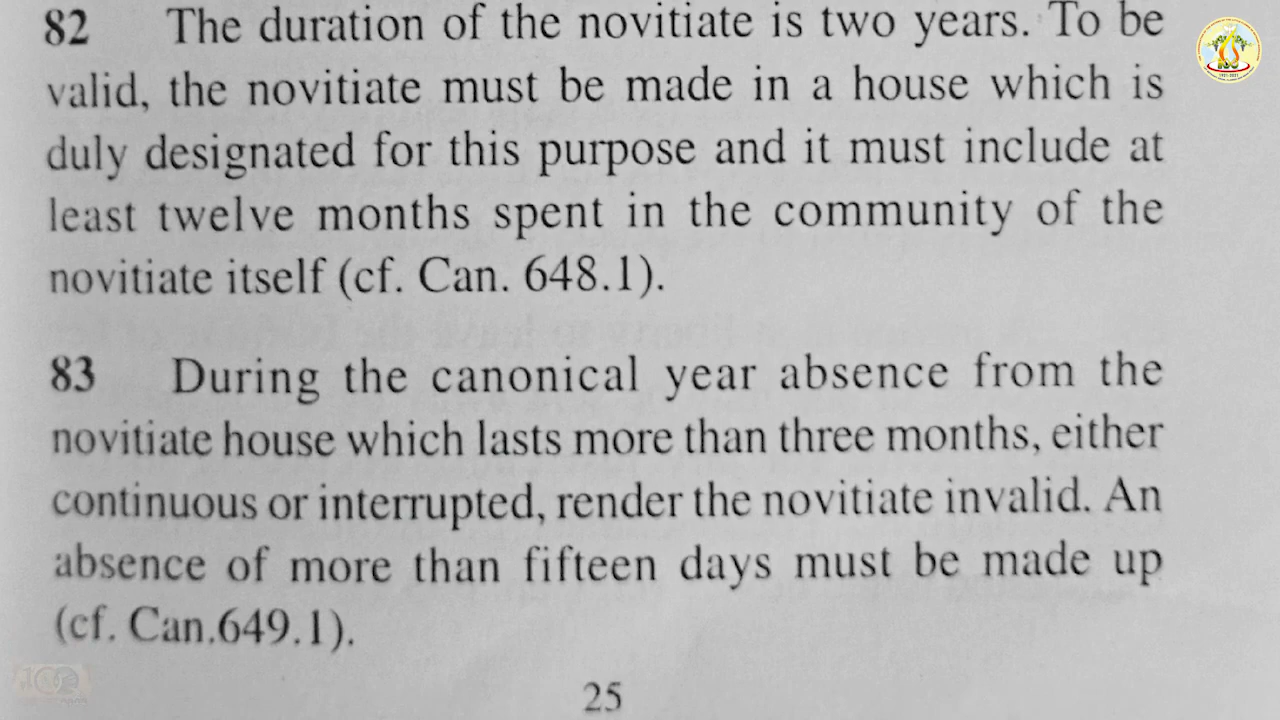 82 The duration of the novitiate is two years. To be
valid, the novitiate must be made in a house which is
duly designated for this purpose and it must include at
least twelve months spent in the community of the
novitiate itself (cf. Can. 648.1).
83 During the canonical year absence from the
novitiate house which lasts more than three months, either
continuous or interrupted, render the novitiate invalid. An
absence of more than fifteen days must be made up
(cf. Can.649.1).
25
1921-2021
100